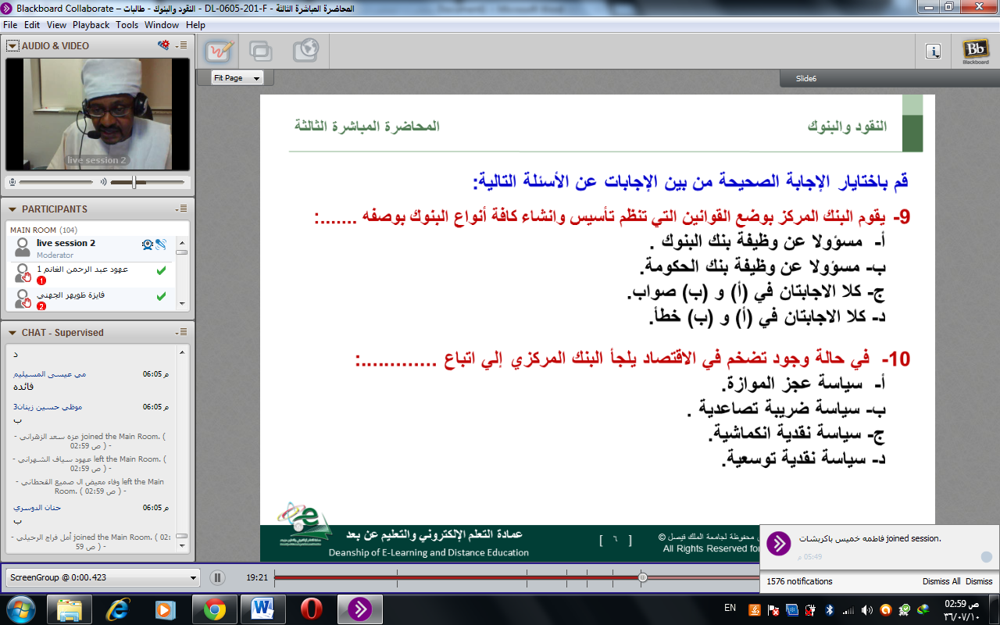 Blackboard Collaborate – النقود والبنوك - طالبات - DL-0605-201-F - المحاضرة المباشرة الثالثة
File Edit View Playback Tools Window Help
AUDIO & VIDEO
live session 2
PARTICIPANTS
MAIN ROOM (104)
live session 2
Moderator
عهود عبد الرحمن الغانم 1
1
فايزة ظويهر الجهني
2
CHAT - Supervised
د
مي عيسى المسيليم 06:05 م
فائده
موظي حسين زينان3 06:05 م
ب
- عزه سعد الزهراني joined the Main Room. (
02:59 ص ) -
- عهود سياف الشهراني left the Main Room. (
02:59 ص ) -
- وفاء معيض ال صميع القحطاني left the Main
Room. ( 02:59 ص ) -
حنان الدوسري 06:05 م
ب
- أمل فراج الرحيلي joined the Main Room. ( 02:
59 ص ) -
Fit Page
Slide6
Bb
Blackboard
النقود والبنوك
المحاضرة المباشرة الثالثة
قم باختايار الإجابة الصحيحة من بين الإجابات عن الأسئلة التالية:
9- يقوم البنك المركز بوضع القوانين التي تنظم تأسيس وانشاء كافة أنواع البنوك بوصفه .......:
أ- مسؤولا عن وظيفة بنك البنوك .
ب- مسؤولا عن وظيفة بنك الحكومة.
ج- كلا الاجابتان في (أ) و (ب) صواب.
د- كلا الاجابتان في (أ) و (ب) خطأ.
10- في حالة وجود تضخم في الاقتصاد يلجأ البنك المركزي إلي اتباع .............:
أ- سياسة عجز الموازة.
ب- سياسة ضريبة تصاعدية .
ج- سياسة نقدية انكماشية.
د- سياسة نقدية توسعية.
عمادة التعلم الإلكتروني والتعليم عن بعد
Deanship of E-Learning and Distance Education
[ ٦ ]
محفوظة لجامعة الملك فيصل ©
All Rights Reserved for
فاطمه خميس باكربشات joined session.
05:49 م
1576 notifications Dismiss All Dismiss
ScreenGroup @ 0:00.423
19:21
EN
02:59 ص
٣٦/٠٧/١٠